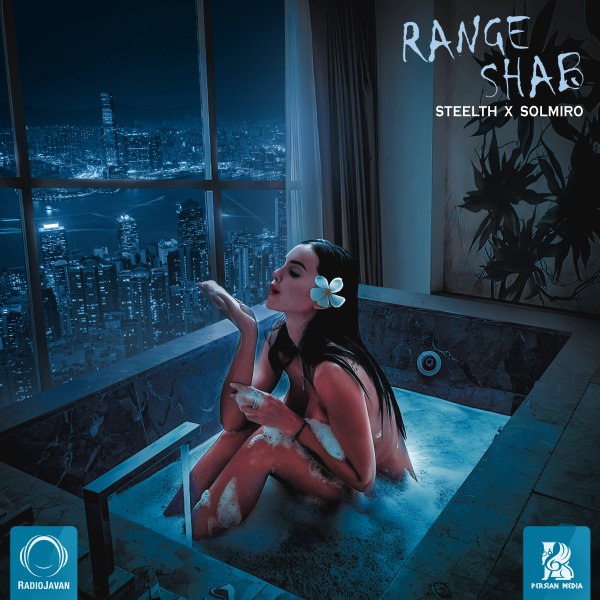 RANGE
SHAB
STEELTH X SOLMIRO
RADIOJAVAN
PERSIAN MEDIA